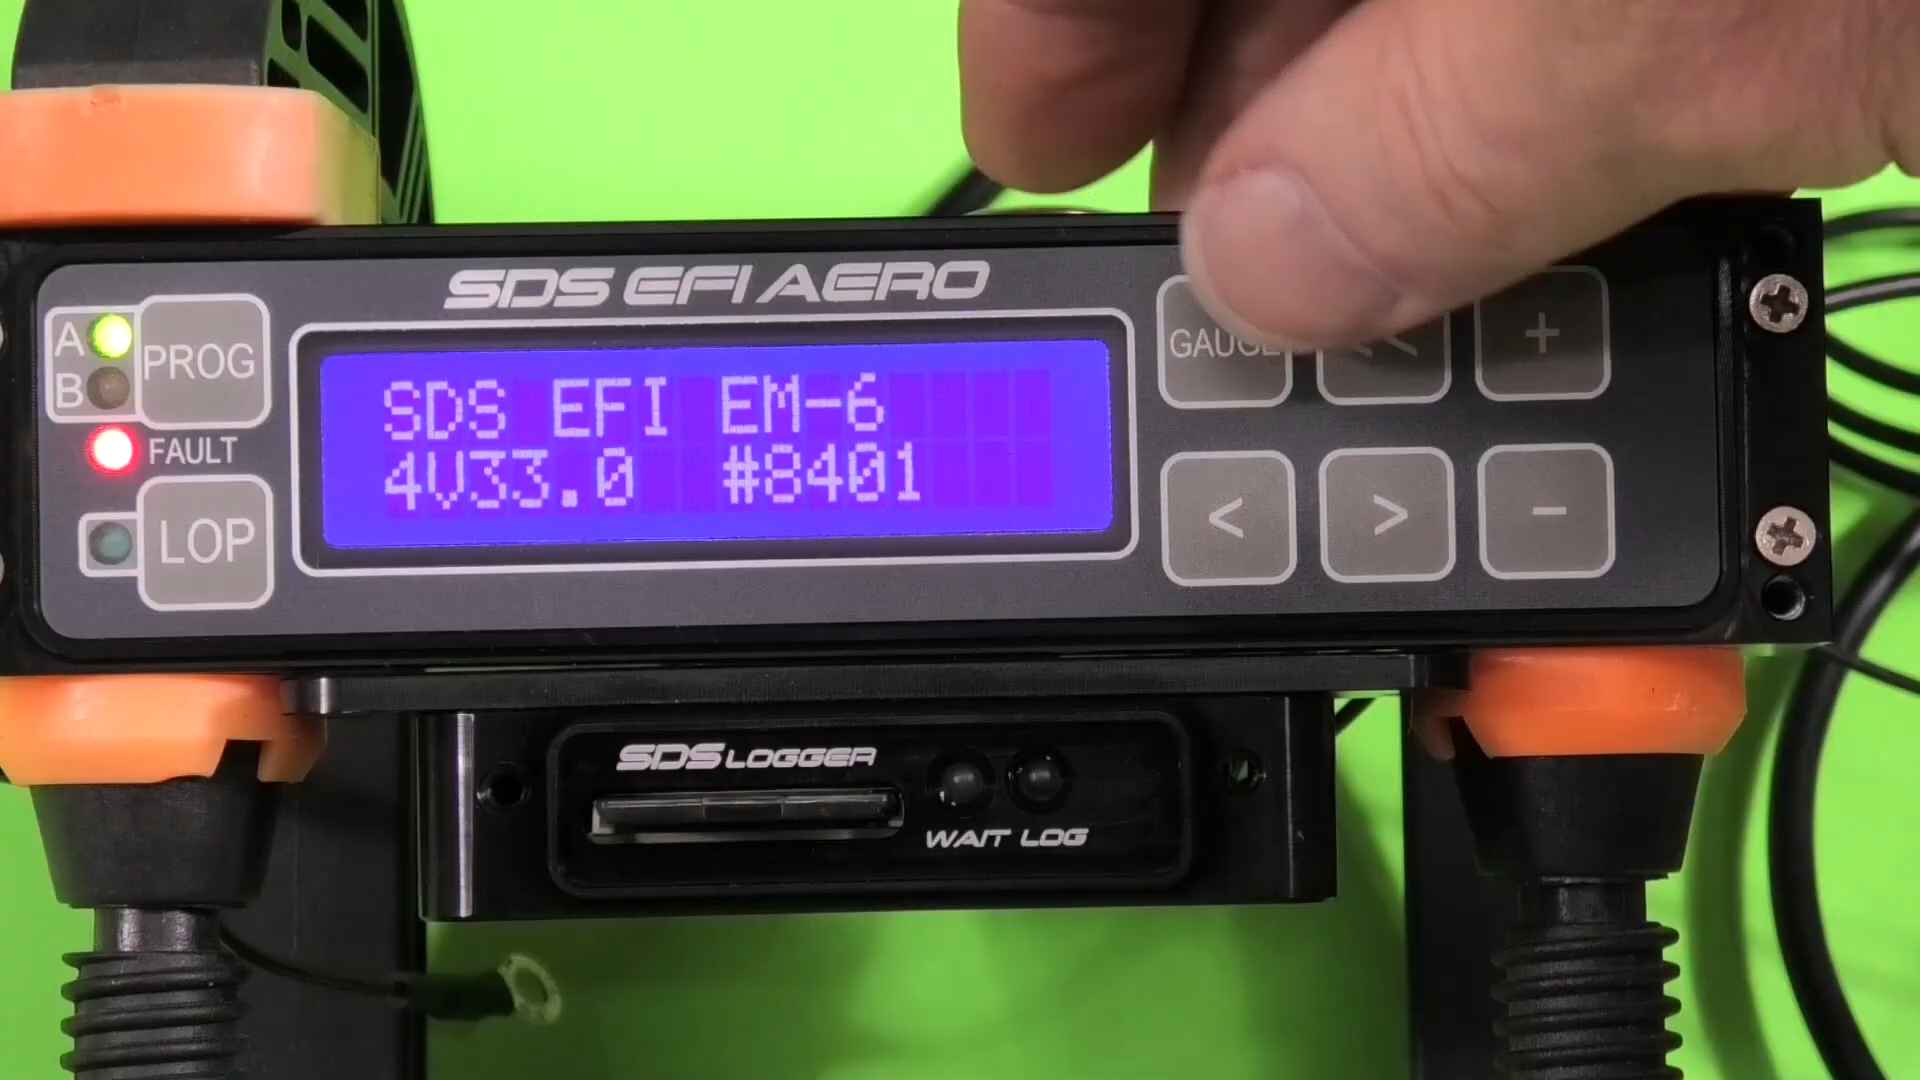 SDS EFI AERO
A
B
PROG
FAULT
LOP
SDS EFI EM-6
4V33.0 #8401
GAUGE
<<
+
<
>
-
SDS LOGGER
WAIT LOG